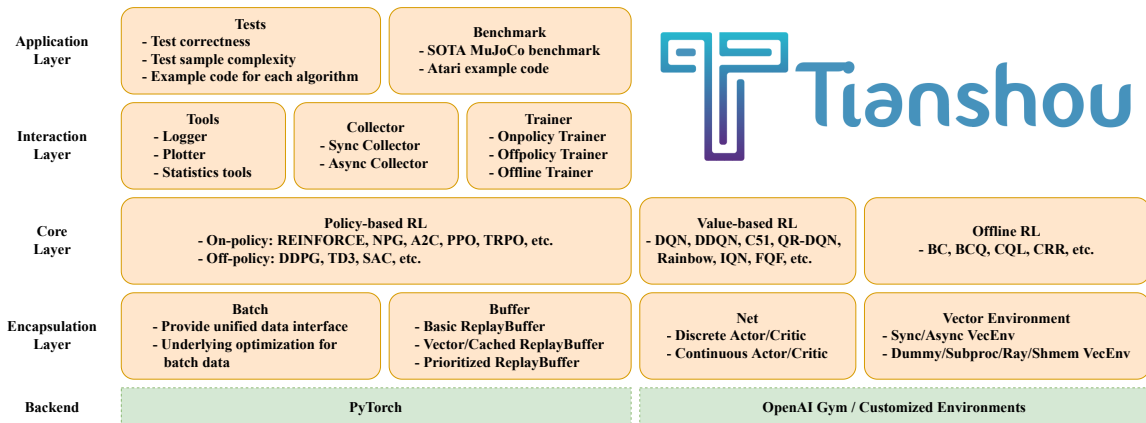 Application
Layer
Tests
- Test correctness
- Test sample complexity
- Example code for each algorithm
Benchmark
- SOTA MuJoCo benchmark
- Atari example code
Tianshou
Interaction
Layer
Tools
- Logger
- Plotter
- Statistics tools
Collector
- Sync Collector
- Async Collector
Trainer
- Onpolicy Trainer
- Offpolicy Trainer
- Offline Trainer
Core
Layer
Policy-based RL
- On-policy: REINFORCE, NPG, A2C, PPO, TRPO, etc.
- Off-policy: DDPG, TD3, SAC, etc.
Value-based RL
- DQN, DDQN, C51, QR-DQN,
Rainbow, IQN, FQF, etc.
Offline RL
- BC, BCQ, CQL, CRR, etc.
Encapsulation
Layer
Batch
- Provide unified data interface
- Underlying optimization for
batch data
Buffer
- Basic ReplayBuffer
- Vector/Cached ReplayBuffer
- Prioritized ReplayBuffer
Net
- Discrete Actor/Critic
- Continuous Actor/Critic
Vector Environment
- Sync/Async VecEnv
- Dummy/Subproc/Ray/Shmem VecEnv
Backend
PyTorch
OpenAI Gym / Customized Environments